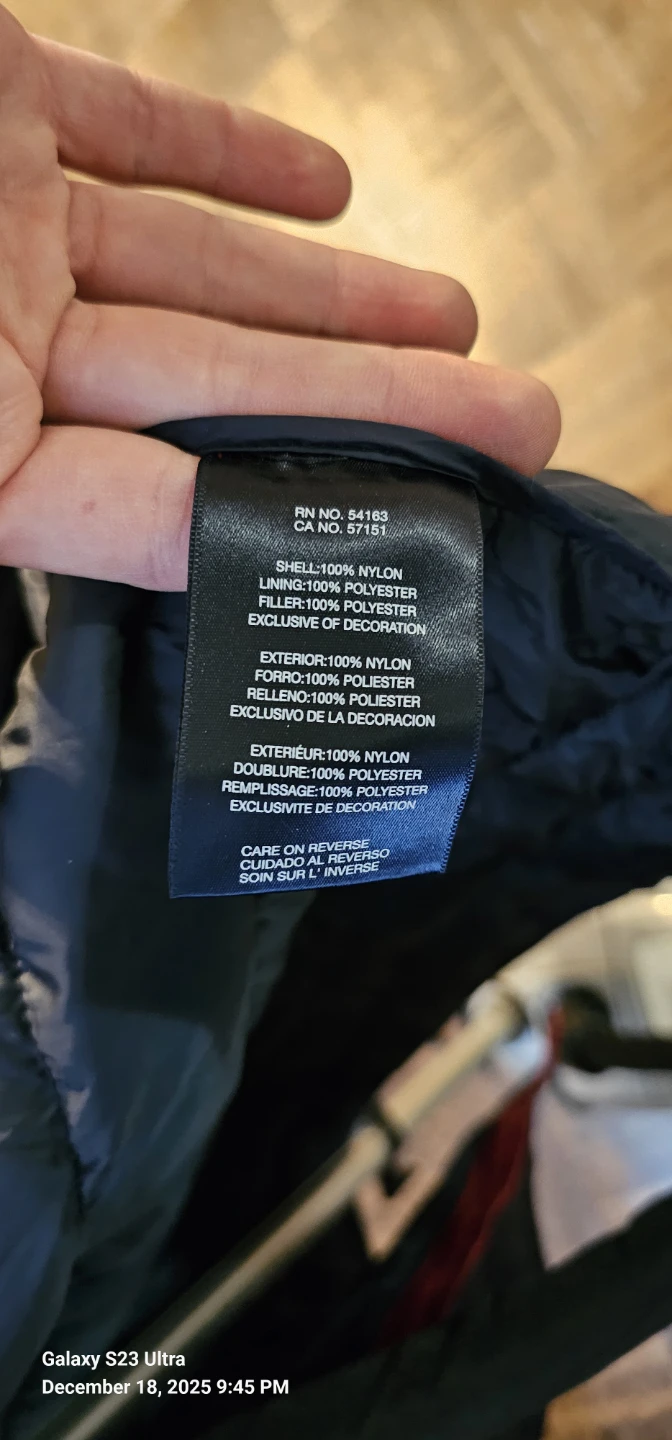 RN NO. 54163
CA NO. 57151
SHELL:100% NYLON
LINING:100% POLYESTER
FILLER:100% POLYESTER
EXCLUSIVE OF DECORATION
EXTERIOR:100% NYLON
FORRO:100% POLIESTER
RELLENO:100% POLIESTER
EXCLUSIVO DE LA DECORACION
EXTERIÉUR:100% NYLON
DOUBLURE:100% POLYESTER
REMPLISSAGE:100% POLYESTER
EXCLUSIVITE DE DECORATION
CARE ON REVERSE
CUIDADO AL REVERSO
SOIN SUR L' INVERSE
Galaxy S23 Ultra
December 18, 2025 9:45 PM